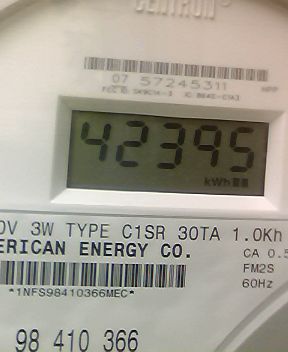 CENTRON
07 57245311
42395
kWh
0V 3W TYPE C1SR 30TA 1.0Kh
ERICAN ENERGY CO.
CA 0.5
FM2S
*1NFS98410366MEC*
60Hz
98 410 366